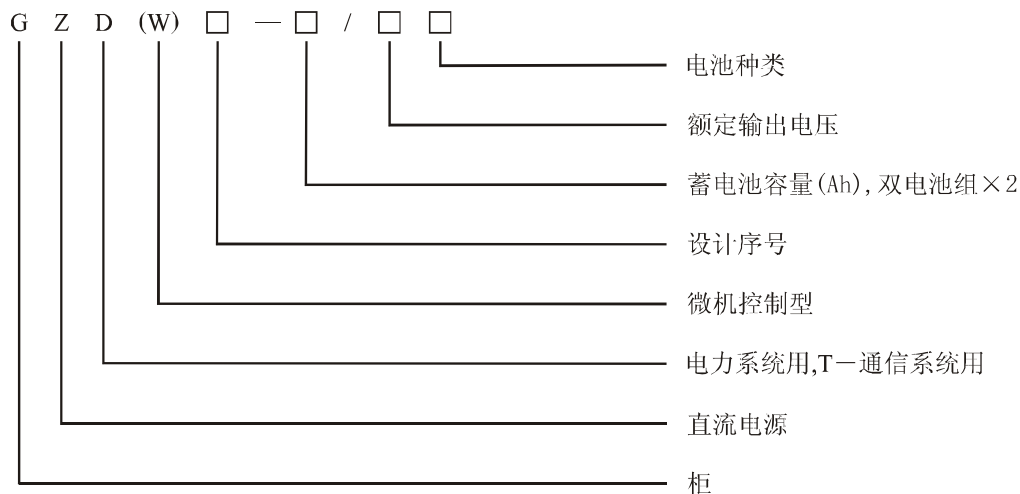 G Z D (W) □ — □ / □ □
电池种类
额定输出电压
蓄电池容量(Ah), 双电池组×2
设计序号
微机控制型
电力系统用,T－通信系统用
直流电源
柜